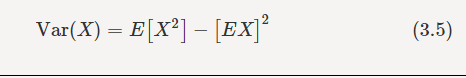 Var(X) = E[X²] − [EX]² (3.5)